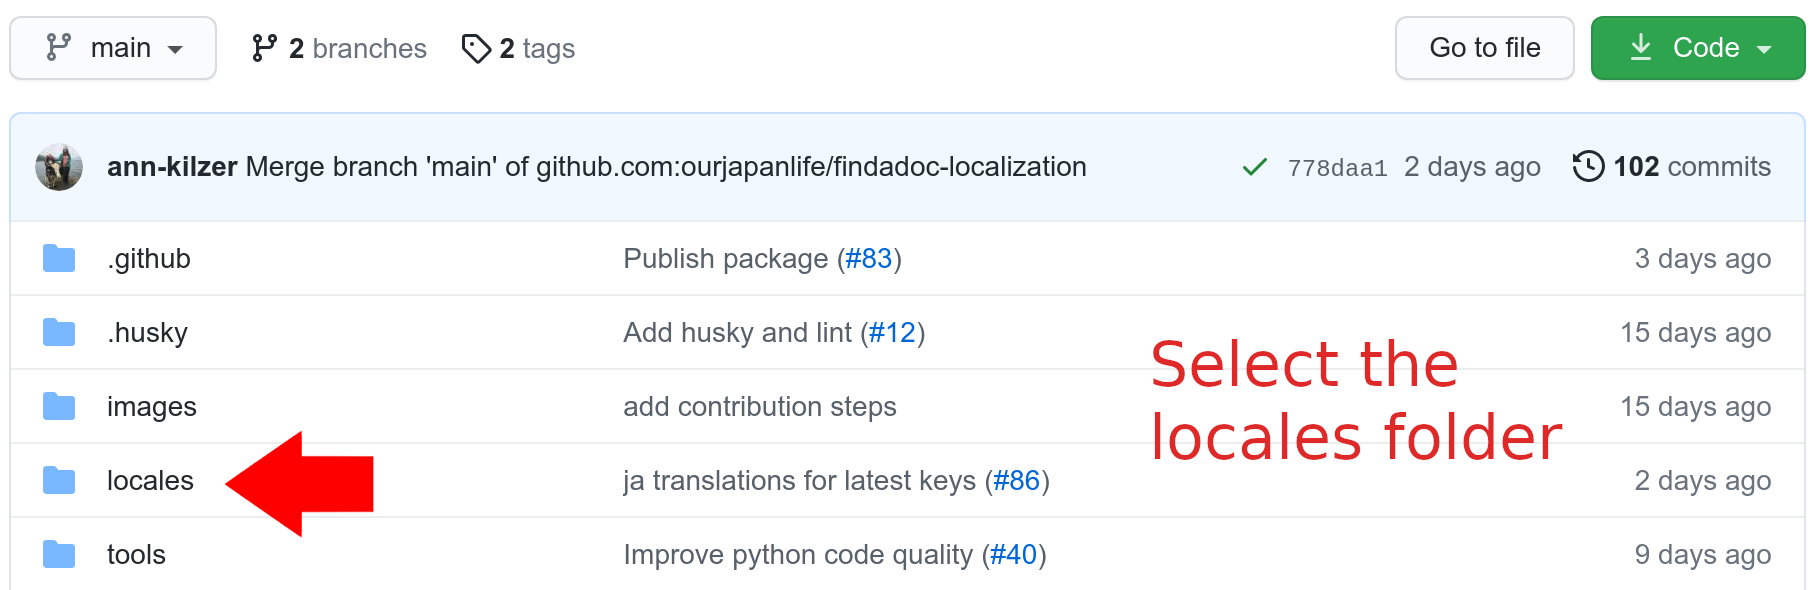 main 2 branches 2 tags Go to file Code
ann-kilzer Merge branch 'main' of github.com:ourjapanlife/findadoc-localization 778daa1 2 days ago 102 commits
.github Publish package (#83) 3 days ago
.husky Add husky and lint (#12) 15 days ago
Select the
images add contribution steps 15 days ago
locales folder
locales ja translations for latest keys (#86) 2 days ago
tools Improve python code quality (#40) 9 days ago